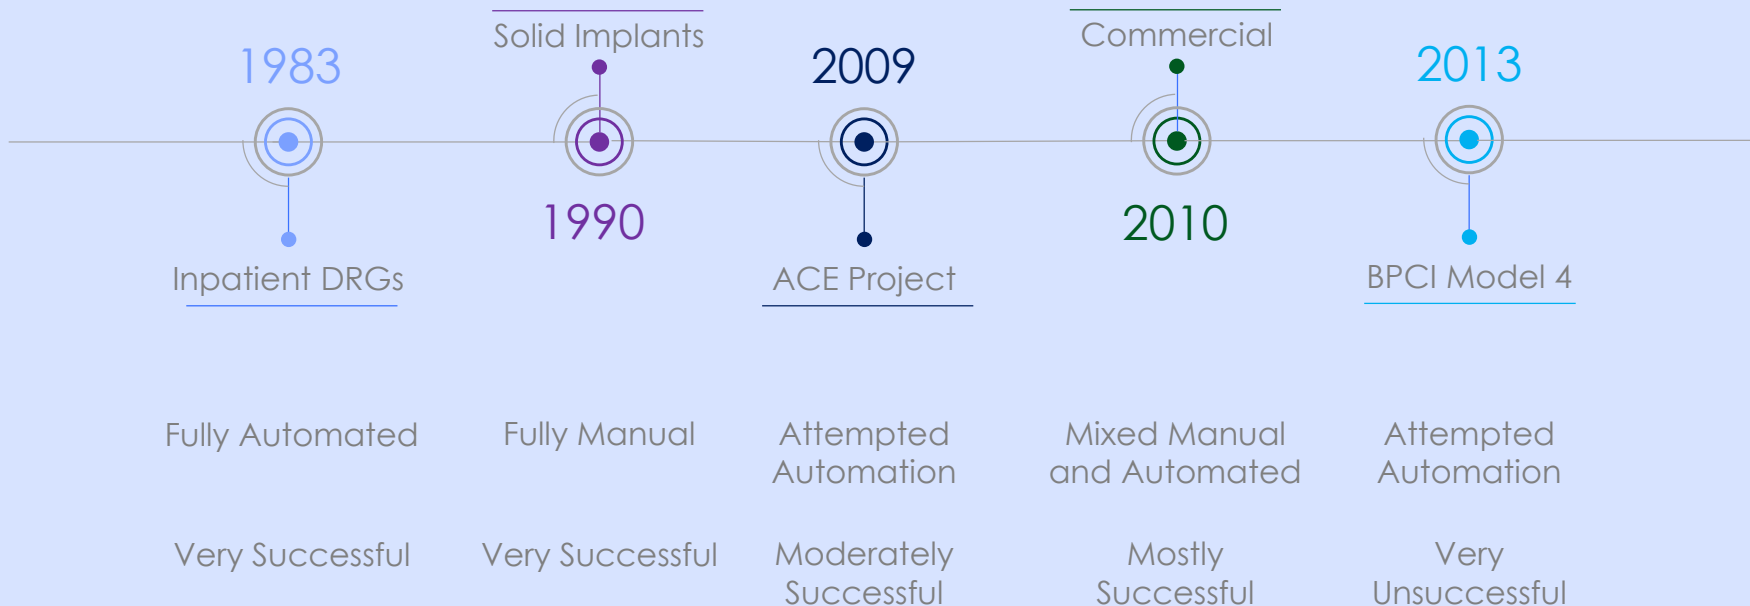 Solid Implants
Commercial
1983
2009
2013
1990
2010
Inpatient DRGs
ACE Project
BPCI Model 4
Fully Automated
Fully Manual
Attempted
Automation
Mixed Manual
and Automated
Attempted
Automation
Very Successful
Very Successful
Moderately
Successful
Mostly
Successful
Very
Unsuccessful